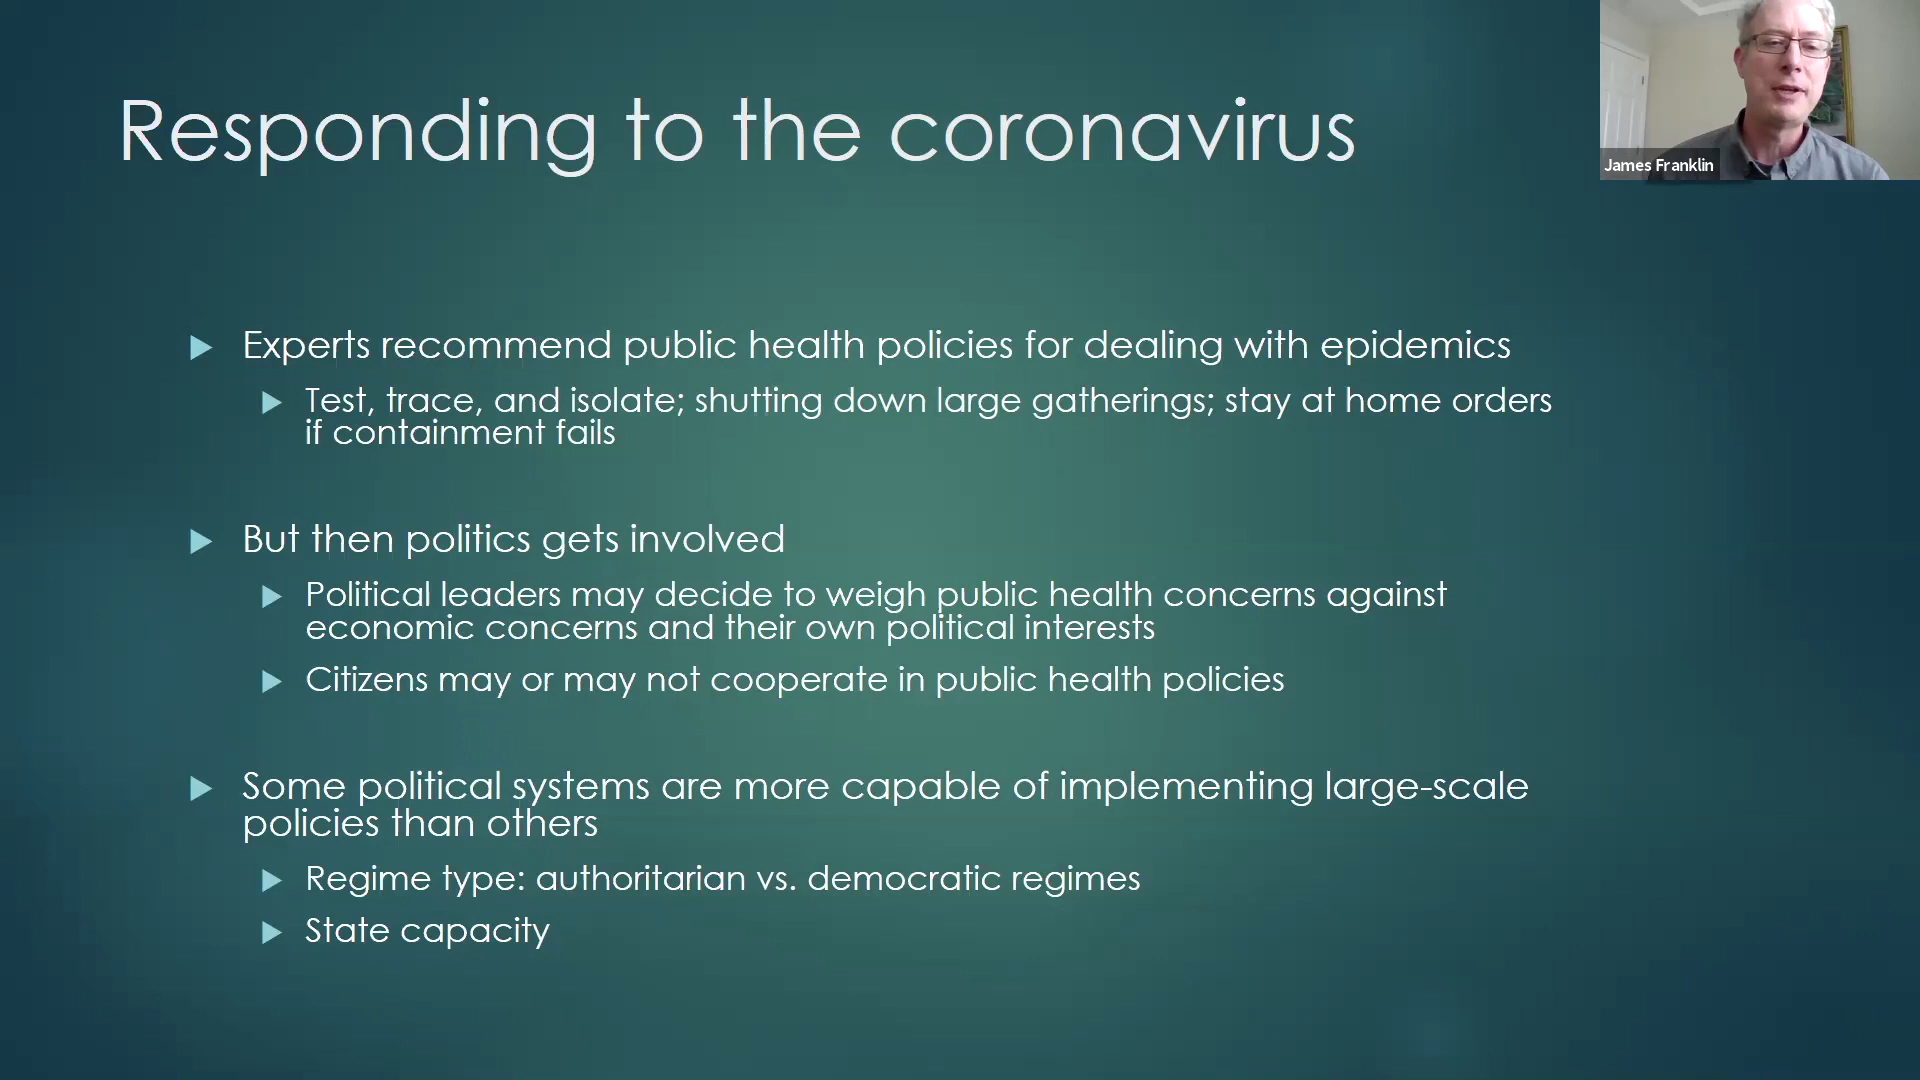 Responding to the coronavirus
James Franklin
Experts recommend public health policies for dealing with epidemics
Test, trace, and isolate; shutting down large gatherings; stay at home orders
if containment fails
But then politics gets involved
Political leaders may decide to weigh public health concerns against
economic concerns and their own political interests
Citizens may or may not cooperate in public health policies
Some political systems are more capable of implementing large-scale
policies than others
Regime type: authoritarian vs. democratic regimes
State capacity